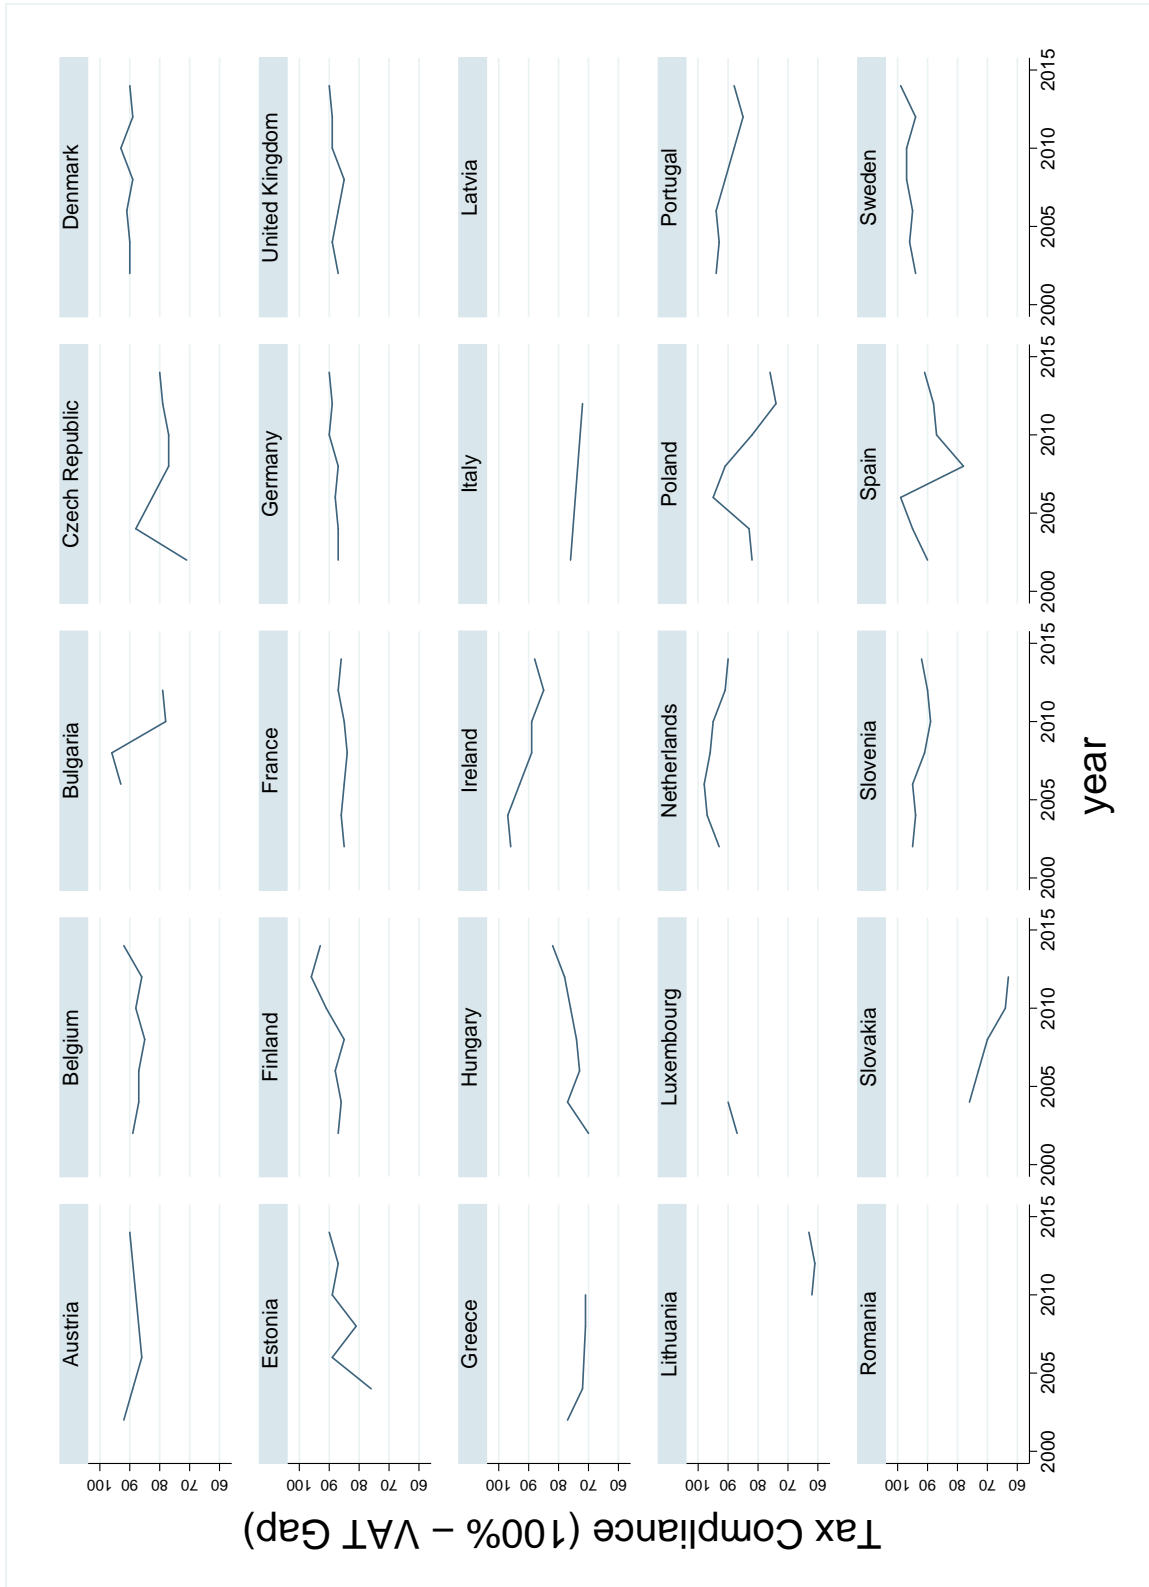 Tax Compliance (100% – VAT Gap)
Austria
Belgium
Bulgaria
Czech Republic
Denmark
100
90
80
70
60
Estonia
Finland
France
Germany
United Kingdom
100
90
80
70
60
Greece
Hungary
Ireland
Italy
Latvia
100
90
80
70
60
Lithuania
Luxembourg
Netherlands
Poland
Portugal
100
90
80
70
60
Romania
Slovakia
Slovenia
Spain
Sweden
100
90
80
70
60
2000 2005 2010 2015
2000 2005 2010 2015
2000 2005 2010 2015
2000 2005 2010 2015
2000 2005 2010 2015
year